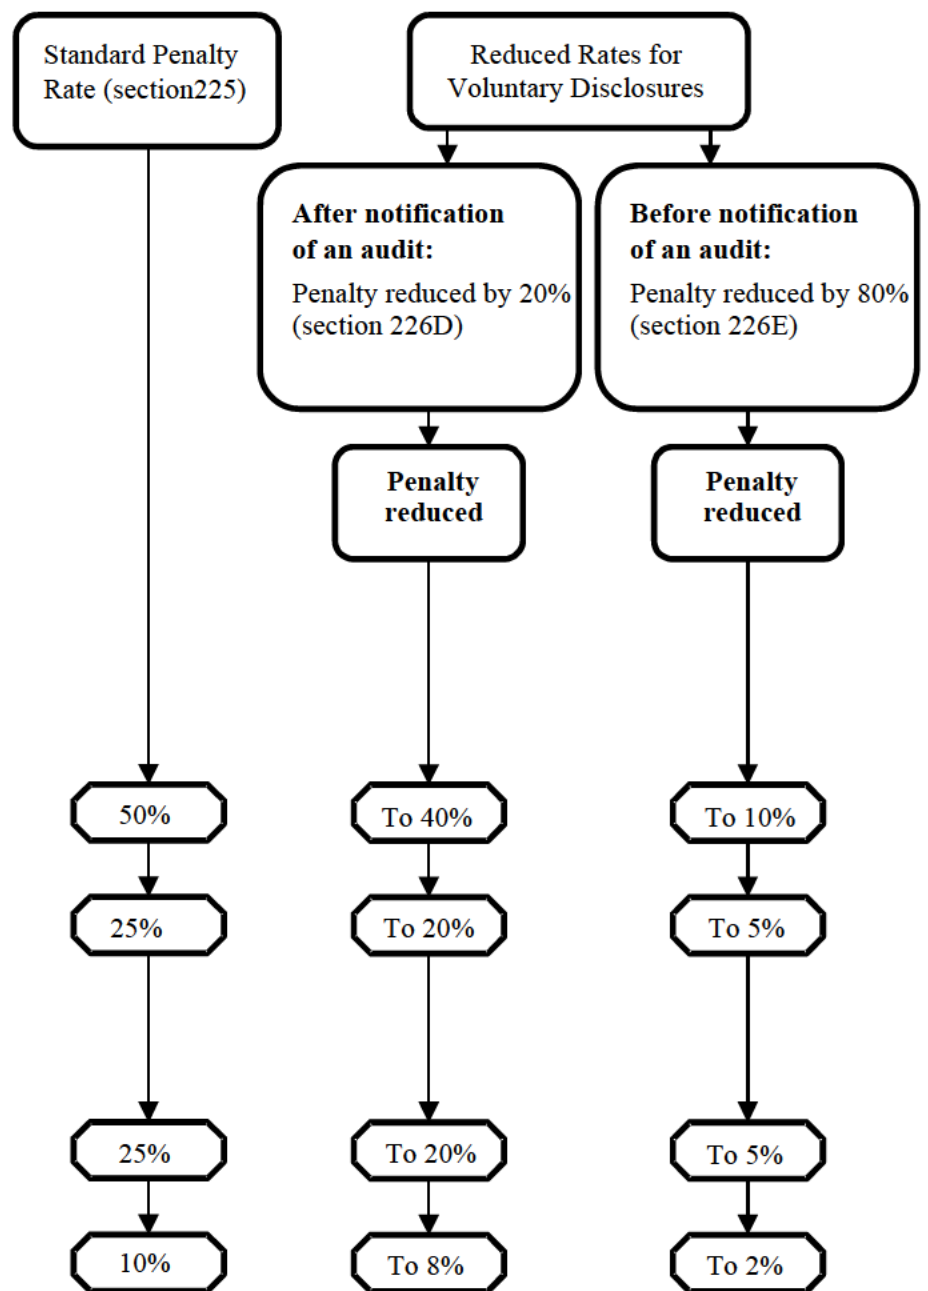 Standard Penalty
Rate (section225)
Reduced Rates for
Voluntary Disclosures
After notification
of an audit:
Penalty reduced by 20%
(section 226D)
Before notification
of an audit:
Penalty reduced by 80%
(section 226E)
Penalty
reduced
Penalty
reduced
50%
To 40%
To 10%
25%
To 20%
To 5%
25%
To 20%
To 5%
10%
To 8%
To 2%